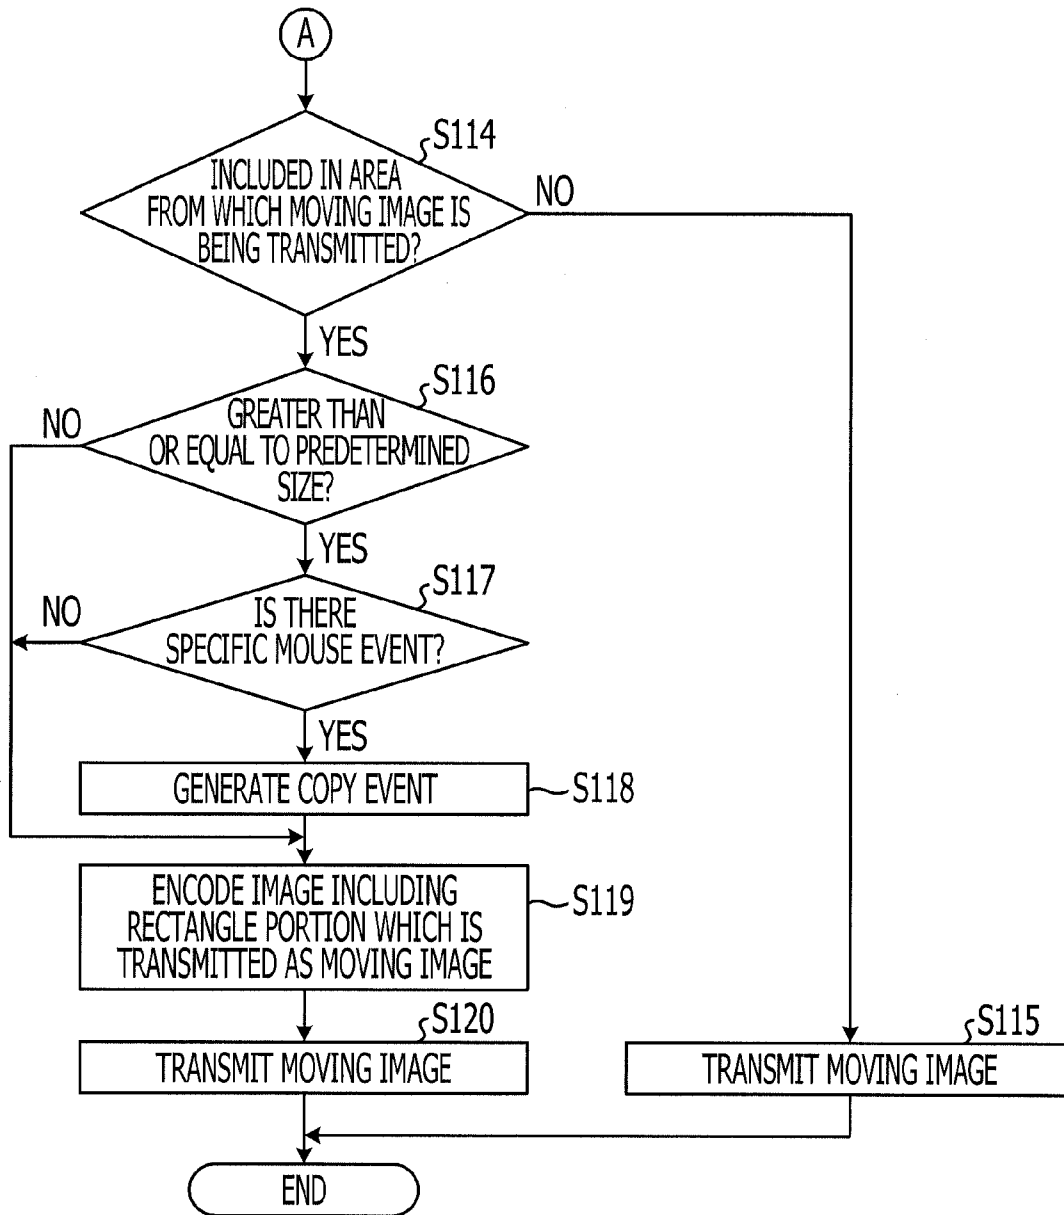 A
S114
INCLUDED IN AREA
FROM WHICH MOVING IMAGE IS
BEING TRANSMITTED?
NO
YES
S116
NO
GREATER THAN
OR EQUAL TO PREDETERMINED
SIZE?
YES
S117
NO
IS THERE
SPECIFIC MOUSE EVENT?
YES
GENERATE COPY EVENT
S118
ENCODE IMAGE INCLUDING
RECTANGLE PORTION WHICH IS
TRANSMITTED AS MOVING IMAGE
S119
S120
TRANSMIT MOVING IMAGE
S115
TRANSMIT MOVING IMAGE
END